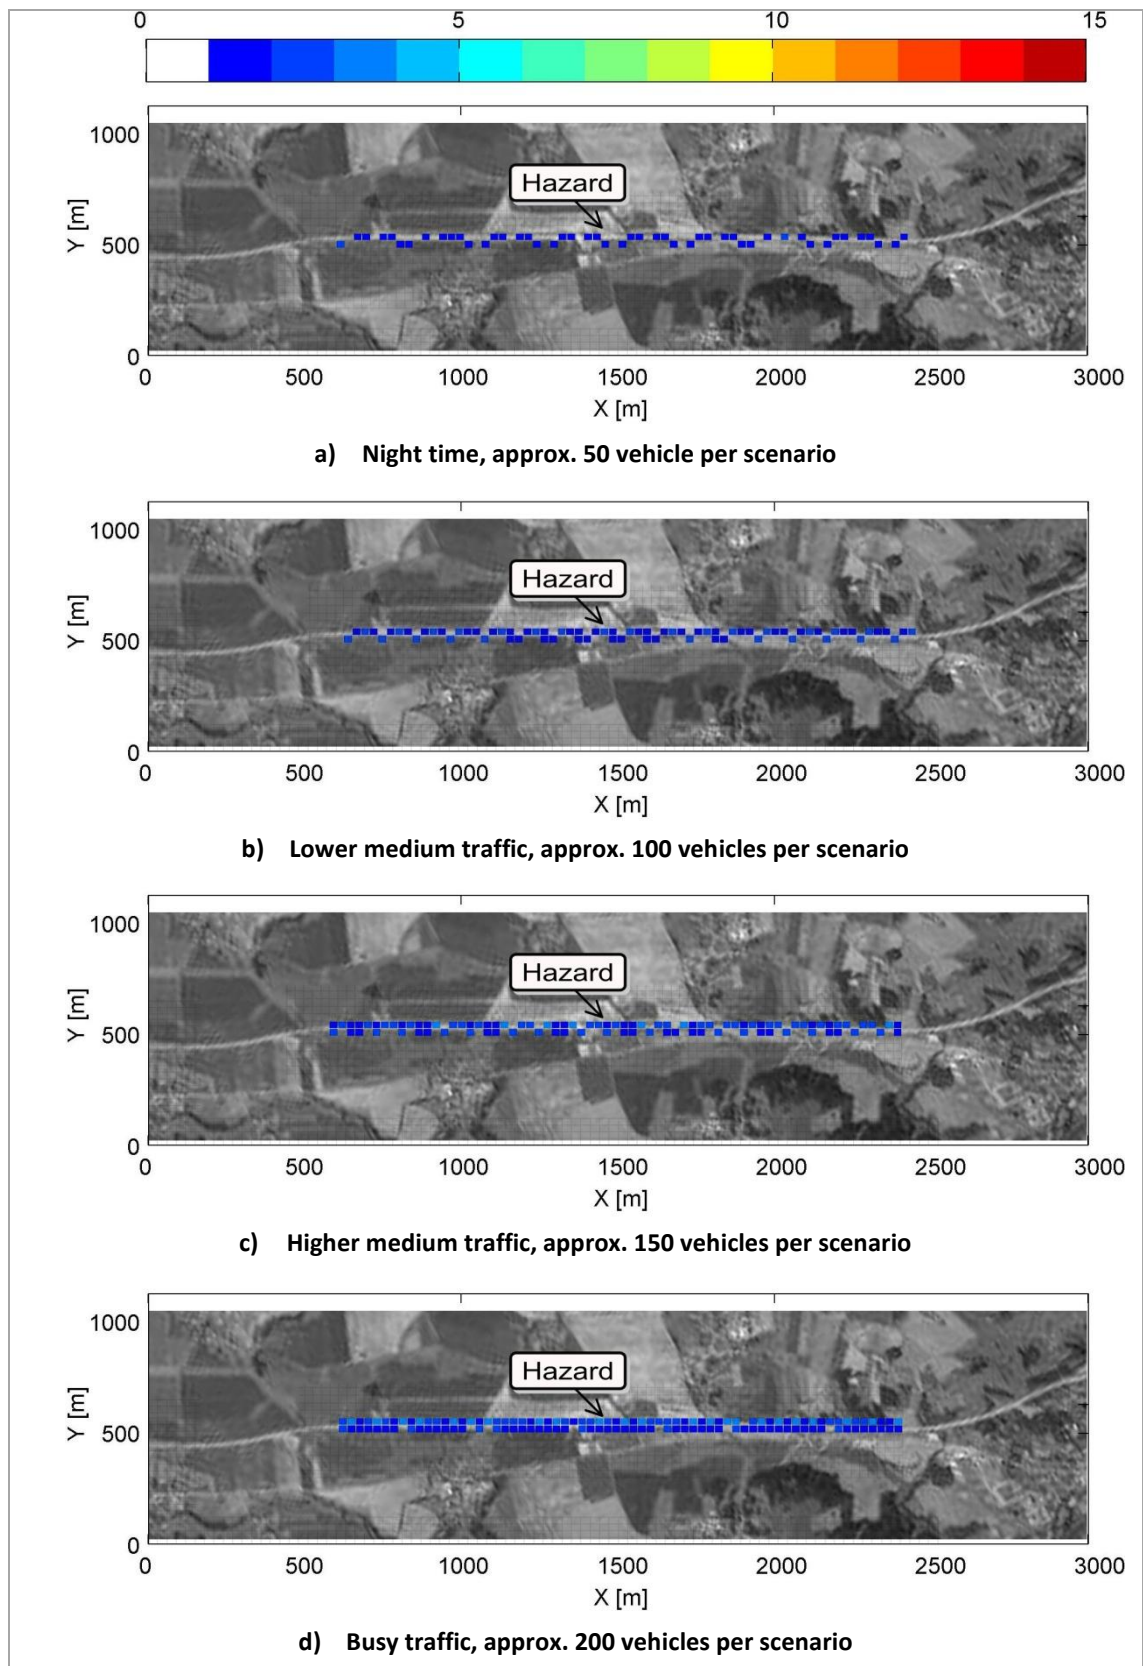 0 5 10 15
1000
Hazard
Y [m]
500
0
0 500 1000 1500 2000 2500 3000
X [m]
a) Night time, approx. 50 vehicle per scenario
1000
Hazard
Y [m]
500
0
0 500 1000 1500 2000 2500 3000
X [m]
b) Lower medium traffic, approx. 100 vehicles per scenario
1000
Hazard
Y [m]
500
0
0 500 1000 1500 2000 2500 3000
X [m]
c) Higher medium traffic, approx. 150 vehicles per scenario
1000
Hazard
Y [m]
500
0
0 500 1000 1500 2000 2500 3000
X [m]
d) Busy traffic, approx. 200 vehicles per scenario